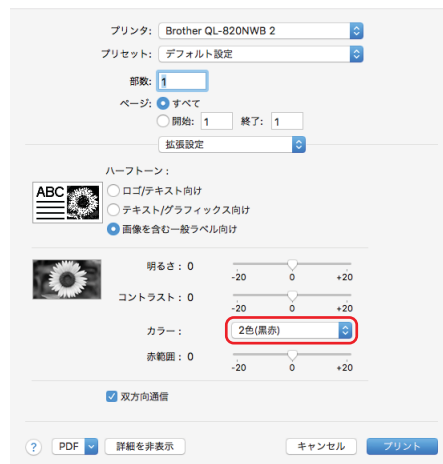 プリンタ: Brother QL-820NWB 2
プリセット: デフォルト設定
部数: 1
ページ: すべて
開始: 1 終了: 1
拡張設定
ハーフトーン:
ABC
ロゴ/テキスト向け
テキスト/グラフィックス向け
画像を含む一般ラベル向け
明るさ: 0
-20 0 +20
コントラスト: 0
-20 0 +20
カラー: 2色(黒赤)
赤範囲: 0
-20 0 +20
双方向通信
? PDF 詳細を非表示 キャンセル プリント